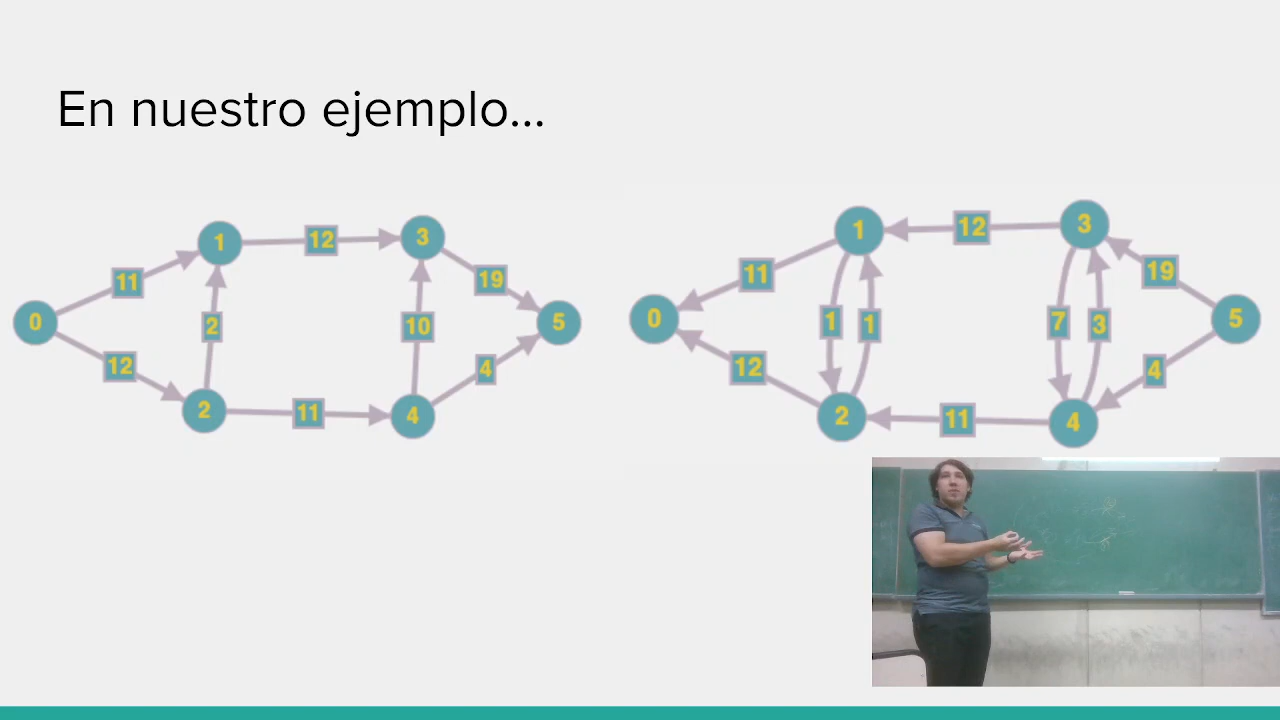 En nuestro ejemplo...
1 12 3
11 19
0 2 10 5
12 4
2 11 4
1 12 3
11 19
0 1 1 7 3 5
12 4
2 11 4